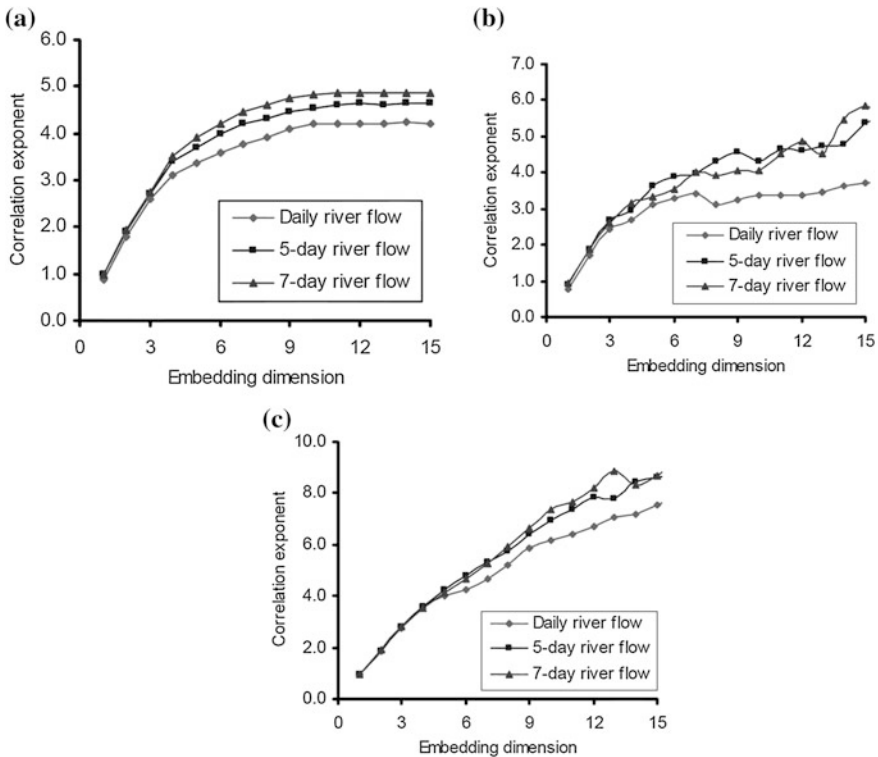 (a)
6.0
5.0
4.0
3.0
2.0
1.0
0.0
Correlation exponent
Daily river flow
5-day river flow
7-day river flow
0 3 6 9 12 15
Embedding dimension
(b)
7.0
6.0
5.0
4.0
3.0
2.0
1.0
0.0
Correlation exponent
Daily river flow
5-day river flow
7-day river flow
0 3 6 9 12 15
Embedding dimension
(c)
10.0
8.0
6.0
4.0
2.0
0.0
Correlation exponent
Daily river flow
5-day river flow
7-day river flow
0 3 6 9 12 15
Embedding dimension